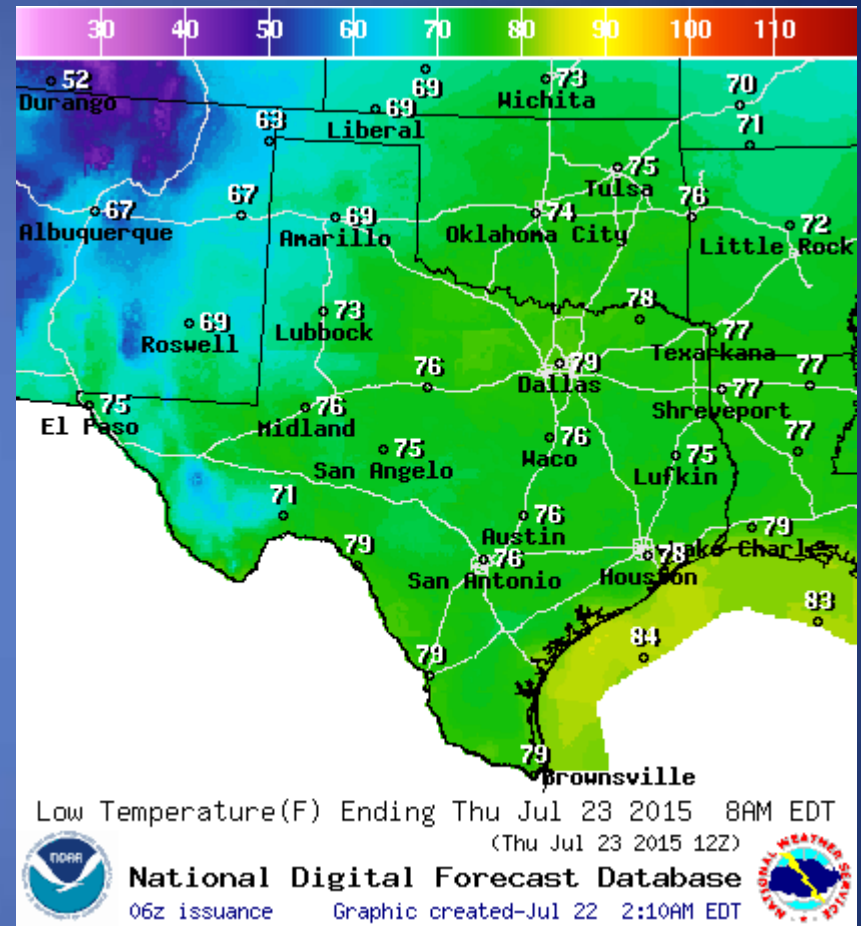 30 40 50 60 70 80 90 100 110
52
Durango
69
73
Wichita
70
69
Liberal
63
71
75
Tulsa
67
Albuquerque
67
69
Amarillo
74
Oklahoma City
76
72
Little Rock
69
Roswell
73
Lubbock
78
77
Texarkana
79
Dallas
76
77
Shreveport
77
75
El Paso
76
Midland
76
Waco
75
San Angelo
75
Lufkin
77
71
76
Austin
79
Lake Charles
79
76
San Antonio
78
Houston
83
84
79
79
Brownsville
Low Temperature(F) Ending Thu Jul 23 2015 8AM EDT
(Thu Jul 23 2015 12Z)
NOAA
National Digital Forecast Database
06z issuance Graphic created-Jul 22 2:10AM EDT
NATIONAL WEATHER SERVICE